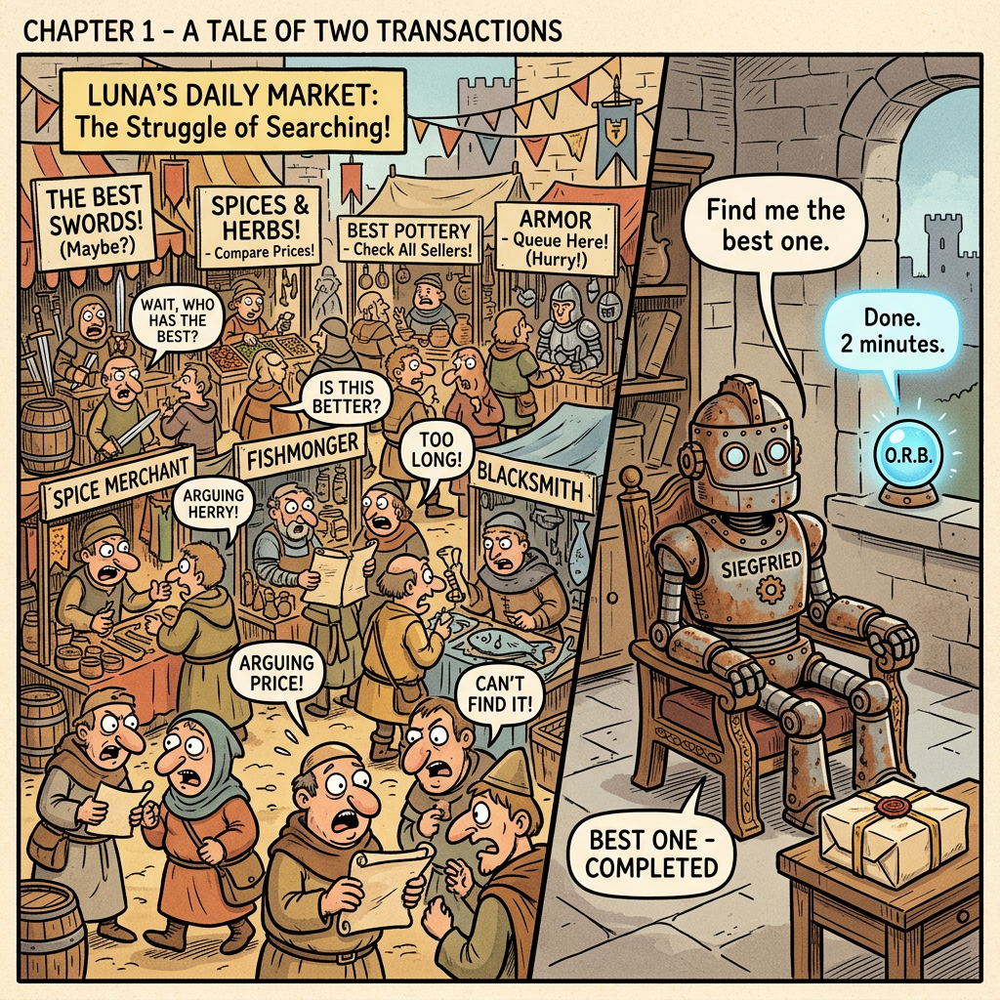 CHAPTER 1 - A TALE OF TWO TRANSACTIONS
LUNA'S DAILY MARKET:
The Struggle of Searching!
THE BEST
SWORDS!
(Maybe?)
SPICES &
HERBS!
- Compare Prices!
BEST POTTERY
- Check All Sellers!
ARMOR
- Queue Here!
(Hurry!)
WAIT, WHO
HAS THE
BEST?
IS THIS
BETTER?
TOO
LONG!
SPICE MERCHANT
FISHMONGER
BLACKSMITH
ARGUING
HERRY!
ARGUING
PRICE!
CAN'T
FIND IT!
Find me the
best one.
Done.
2 minutes.
O.R.B.
SIEGFRIED
BEST ONE -
COMPLETED